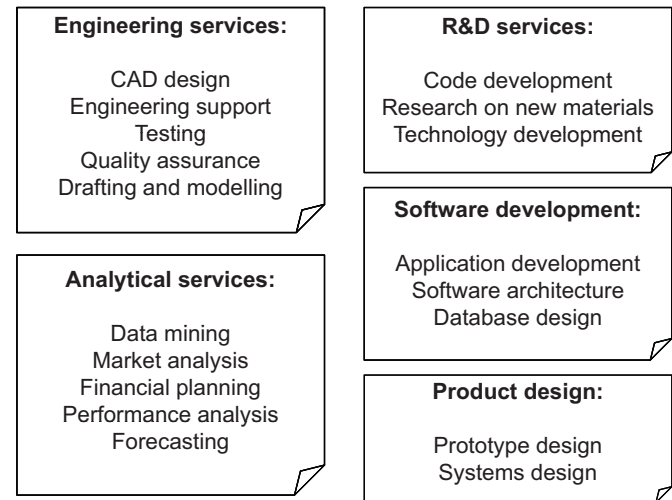 Engineering services:
CAD design
Engineering support
Testing
Quality assurance
Drafting and modelling
Analytical services:
Data mining
Market analysis
Financial planning
Performance analysis
Forecasting
R&D services:
Code development
Research on new materials
Technology development
Software development:
Application development
Software architecture
Database design
Product design:
Prototype design
Systems design